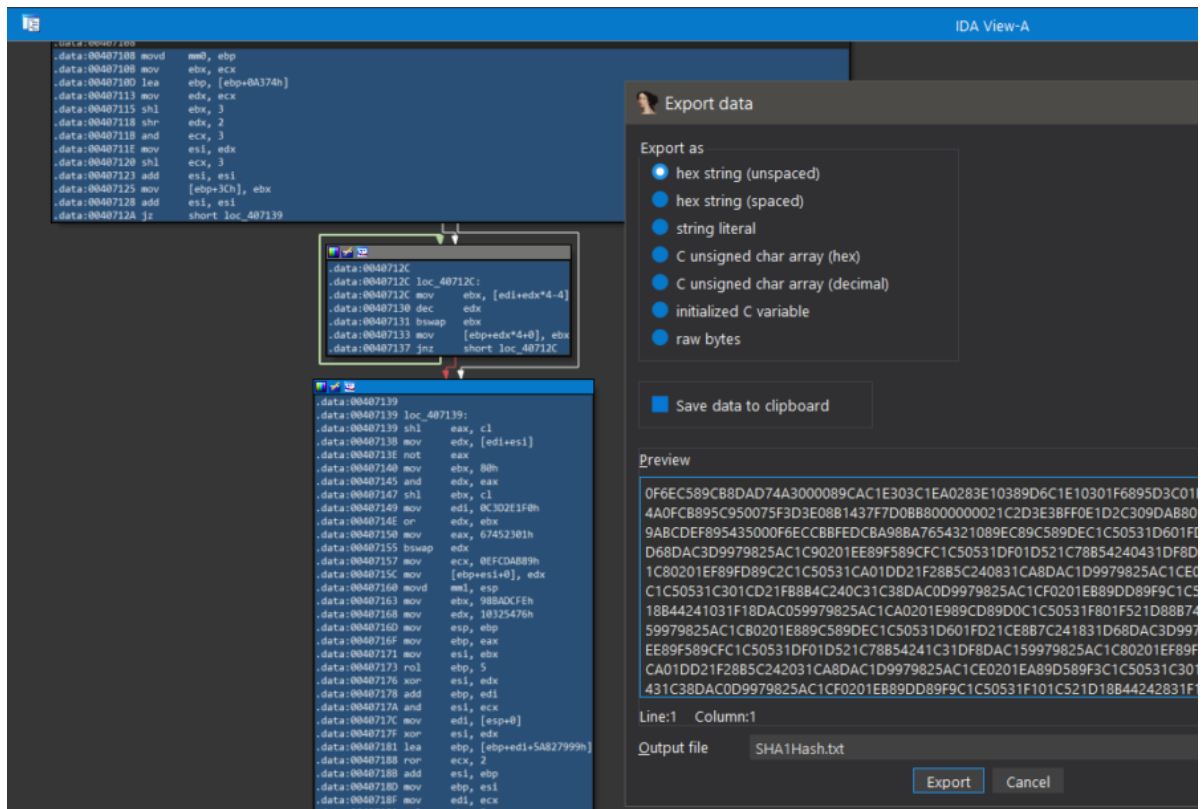 IDA View-A
.data:00407108
.data:00407108 movd mm0, ebp
.data:0040710B mov ebx, ecx
.data:0040710D lea ebp, [ebp+0A374h]
.data:00407113 mov edx, ecx
.data:00407115 shl ebx, 3
.data:00407118 shr edx, 2
.data:0040711B and ecx, 3
.data:0040711E mov esi, edx
.data:00407120 shl ecx, 3
.data:00407123 add esi, esi
.data:00407125 mov [ebp+3Ch], ebx
.data:00407128 add esi, esi
.data:0040712A jz short loc_407139
.data:0040712C
.data:0040712C loc_40712C:
.data:0040712C mov ebx, [edi+edx*4-4]
.data:00407130 dec edx
.data:00407131 bswap ebx
.data:00407133 mov [ebp+edx*4+0], ebx
.data:00407137 jnz short loc_40712C
.data:00407139
.data:00407139 loc_407139:
.data:00407139 shl eax, cl
.data:0040713B mov edx, [edi+esi]
.data:0040713E not eax
.data:00407140 mov ebx, 80h
.data:00407145 and edx, eax
.data:00407147 shl ebx, cl
.data:00407149 mov edi, 0C3D2E1F0h
.data:0040714E or edx, ebx
.data:00407150 mov eax, 67452301h
.data:00407155 bswap edx
.data:00407157 mov ecx, 0EFCDAB89h
.data:0040715C mov [ebp+esi+0], edx
.data:00407160 movd mm1, esp
.data:00407163 mov ebx, 98BADCFEh
.data:00407168 mov edx, 10325476h
.data:0040716D mov esp, ebp
.data:0040716F mov ebp, eax
.data:00407171 mov esi, ebx
.data:00407173 rol ebp, 5
.data:00407176 xor esi, edx
.data:00407178 add ebp, edi
.data:0040717A and esi, ecx
.data:0040717C mov edi, [esp+0]
.data:0040717F xor esi, edx
.data:00407181 lea ebp, [ebp+edi+5A827999h]
.data:00407188 ror ecx, 2
.data:0040718B add esi, ebp
.data:0040718D mov ebp, esi
.data:0040718F mov edi, ecx
Export data
Export as
hex string (unspaced)
hex string (spaced)
string literal
C unsigned char array (hex)
C unsigned char array (decimal)
initialized C variable
raw bytes
Save data to clipboard
Preview
0F6EC589CB8DAD74A3000089CAC1E303C1EA0283E10389D6C1E10301F6895D3C01
4A0FCB895C950075F3D3E08B1437F7D0BB8000000021C2D3E3BFF0E1D2C309DAB80
9ABCDEF895435000F6ECCBBFEDCBA98BA7654321089EC89C589DEC1C50531D601FD
D68DAC3D9979825AC1C90201EE89F589CFC1C50531DF01D521C78B54240431DF8D
1C80201EF89FD89C2C1C50531CA01DD21F28B5C240831CA8DAC1D9979825AC1CE0
C1C50531C301CD21FB8B4C240C31C38DAC0D9979825AC1CF0201EB89DD89F9C1C5
18B44241031F18DAC059979825AC1CA0201E989CD89D0C1C50531F801F521D88B74
59979825AC1CB0201E889C589DEC1C50531D601FD21CE8B7C241831D68DAC3D997
EE89F589CFC1C50531DF01D521C78B54241C31DF8DAC159979825AC1C80201EF89F
CA01DD21F28B5C242031CA8DAC1D9979825AC1CE0201EA89D589F3C1C50531C301
431C38DAC0D9979825AC1CF0201EB89DD89F9C1C50531F101C521D18B44242831F1
Line:1 Column:1
Output file SHA1Hash.txt
Export Cancel